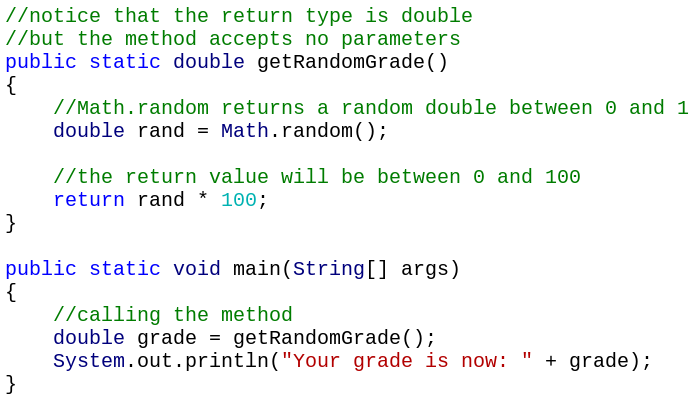 //notice that the return type is double
//but the method accepts no parameters
public static double getRandomGrade()
{
    //Math.random returns a random double between 0 and 1
    double rand = Math.random();

    //the return value will be between 0 and 100
    return rand * 100;
}

public static void main(String[] args)
{
    //calling the method
    double grade = getRandomGrade();
    System.out.println("Your grade is now: " + grade);
}